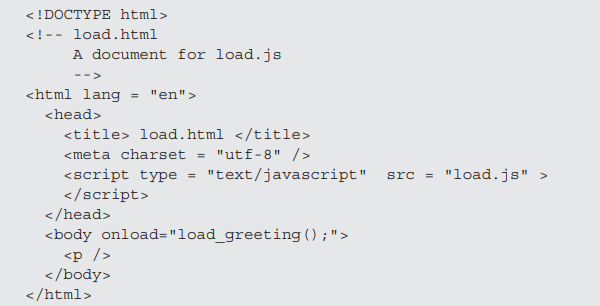 <!DOCTYPE html>
<!-- load.html
A document for load.js
-->
<html lang = "en">
<head>
<title> load.html </title>
<meta charset = "utf-8" />
<script type = "text/javascript"  src = "load.js" >
</script>
</head>
<body onload="load_greeting();">
<p />
</body>
</html>